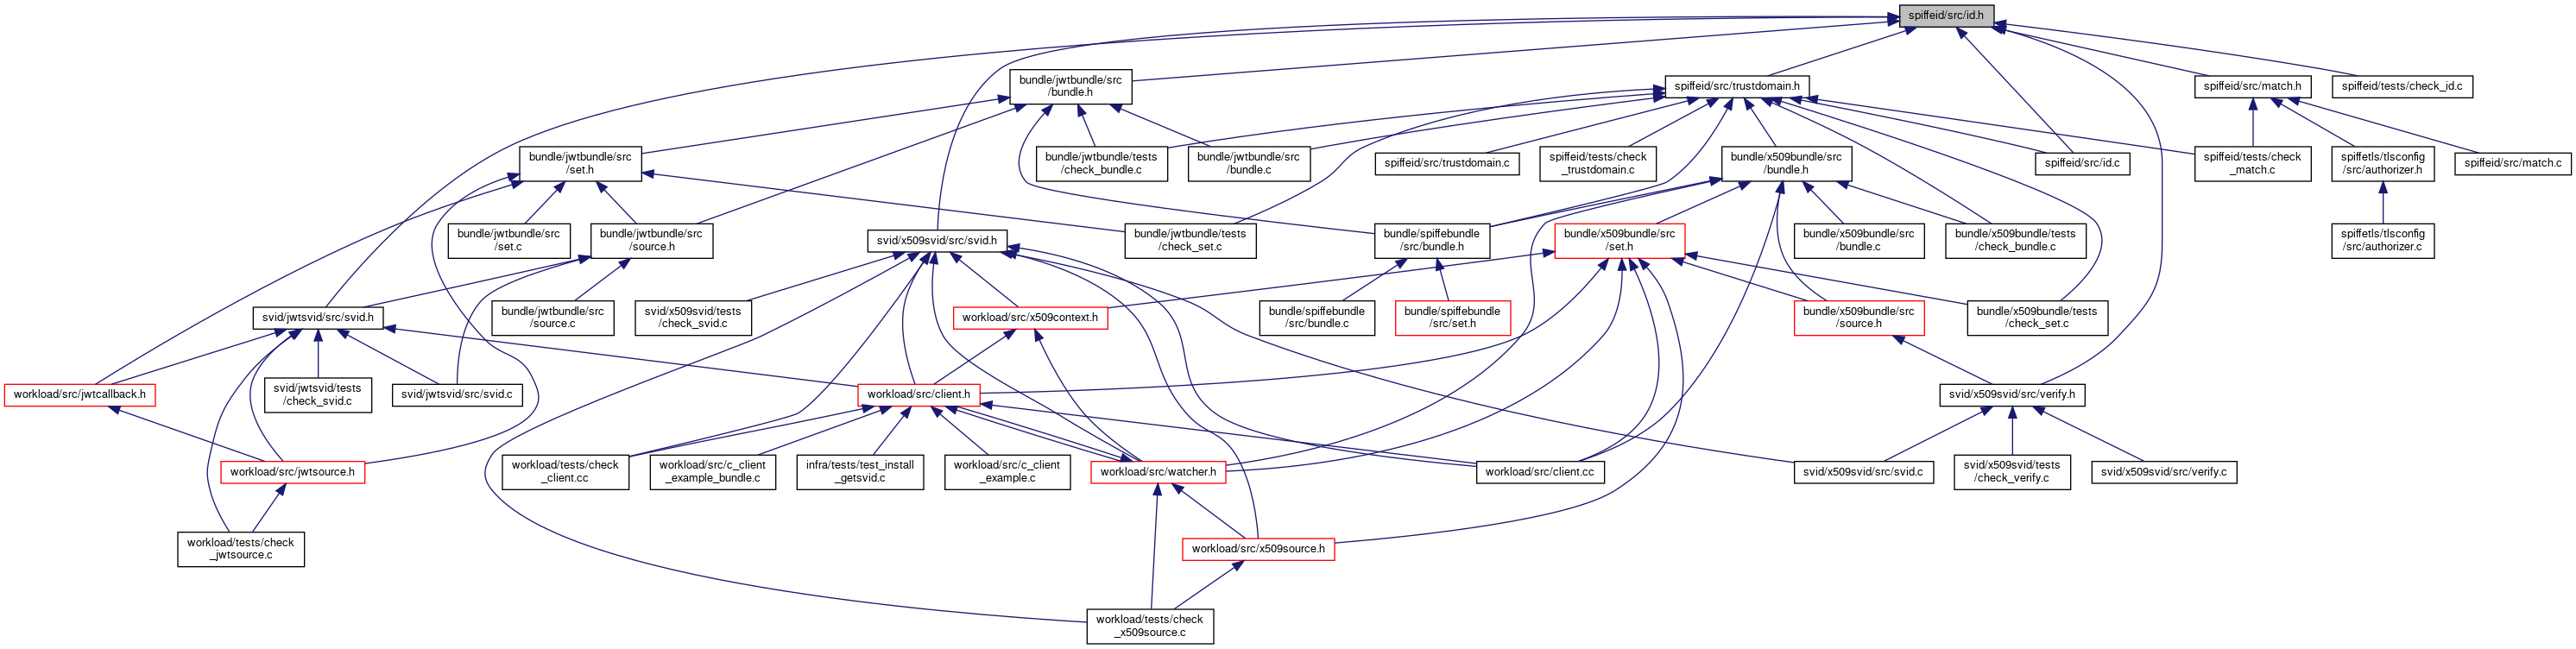 spiffeid/src/id.h
bundle/jwtbundle/src
/bundle.h
spiffeid/src/trustdomain.h
spiffeid/src/match.h
spiffeid/tests/check_id.c
bundle/jwtbundle/src
/set.h
bundle/jwtbundle/tests
/check_bundle.c
bundle/jwtbundle/src
/bundle.c
spiffeid/src/trustdomain.c
spiffeid/tests/check
_trustdomain.c
bundle/x509bundle/src
/bundle.h
spiffeid/src/id.c
spiffeid/tests/check
_match.c
spiffetls/tlsconfig
/src/authorizer.h
spiffeid/src/match.c
bundle/jwtbundle/src
/set.c
bundle/jwtbundle/src
/source.h
svid/x509svid/src/svid.h
bundle/jwtbundle/tests
/check_set.c
bundle/spiffebundle
/src/bundle.h
bundle/x509bundle/src
/set.h
bundle/x509bundle/src
/bundle.c
bundle/x509bundle/tests
/check_bundle.c
spiffetls/tlsconfig
/src/authorizer.c
svid/jwtsvid/src/svid.h
bundle/jwtbundle/src
/source.c
svid/x509svid/tests
/check_svid.c
workload/src/x509context.h
bundle/spiffebundle
/src/bundle.c
bundle/spiffebundle
/src/set.h
bundle/x509bundle/src
/source.h
bundle/x509bundle/tests
/check_set.c
workload/src/jwtcallback.h
svid/jwtsvid/tests
/check_svid.c
svid/jwtsvid/src/svid.c
workload/src/client.h
svid/x509svid/src/verify.h
workload/src/jwtsource.h
workload/tests/check
_client.cc
workload/src/c_client
_example_bundle.c
infra/tests/test_install
_getsvid.c
workload/src/c_client
_example.c
workload/src/watcher.h
workload/src/client.cc
svid/x509svid/src/svid.c
svid/x509svid/tests
/check_verify.c
svid/x509svid/src/verify.c
workload/tests/check
_jwtsource.c
workload/src/x509source.h
workload/tests/check
_x509source.c